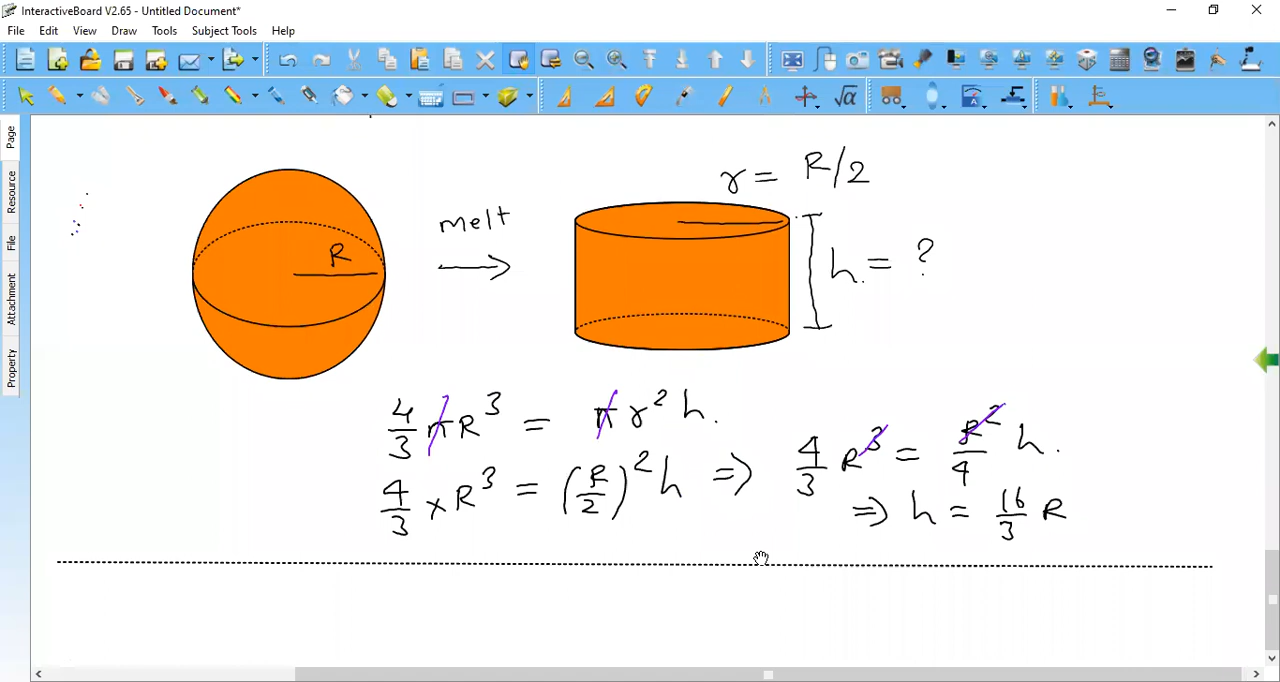 InteractiveBoard V2.65 - Untitled Document*
File Edit View Draw Tools Subject Tools Help
Page
Resource
File
Attachment
Property
r = R/2
melt
R
h = ?
4/3 πR³ = πr²h.
4/3 × R³ = (R/2)²h ⇒ 4/3 R³ = R²/4 h.
⇒ h = 16/3 R